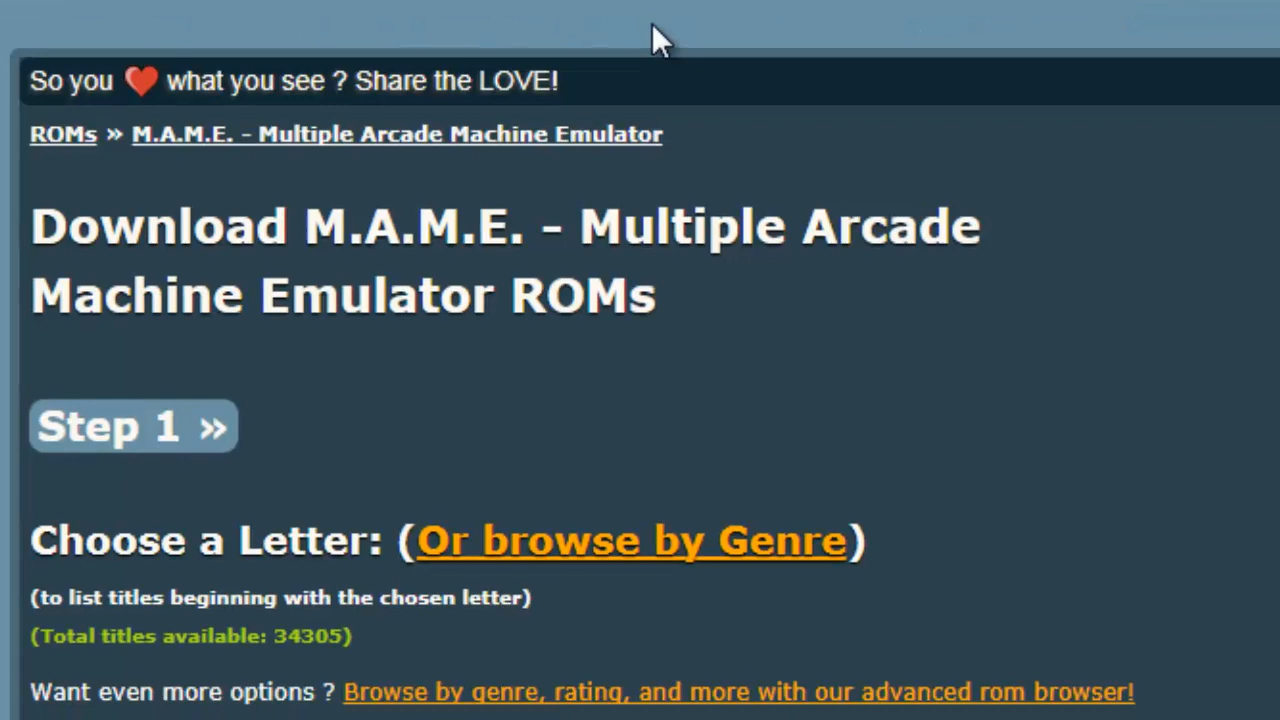 So you ❤️ what you see ? Share the LOVE!
ROMs » M.A.M.E. - Multiple Arcade Machine Emulator
Download M.A.M.E. - Multiple Arcade
Machine Emulator ROMs
Step 1 »
Choose a Letter: (Or browse by Genre)
(to list titles beginning with the chosen letter)
(Total titles available: 34305)
Want even more options ? Browse by genre, rating, and more with our advanced rom browser!